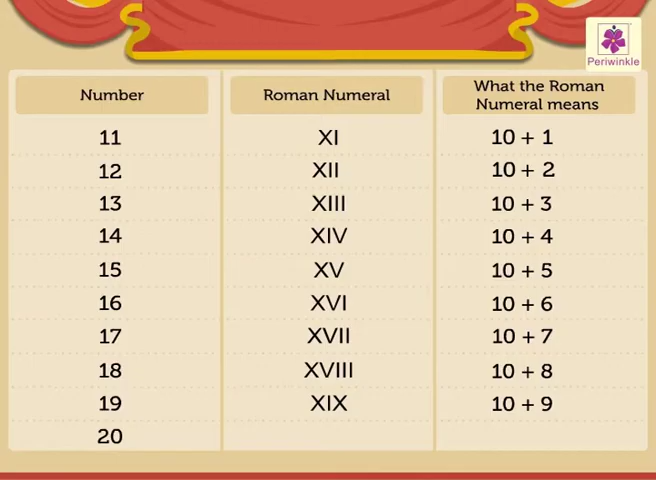 Periwinkle
Number Roman Numeral What the Roman
Numeral means
11 XI 10 + 1
12 XII 10 + 2
13 XIII 10 + 3
14 XIV 10 + 4
15 XV 10 + 5
16 XVI 10 + 6
17 XVII 10 + 7
18 XVIII 10 + 8
19 XIX 10 + 9
20